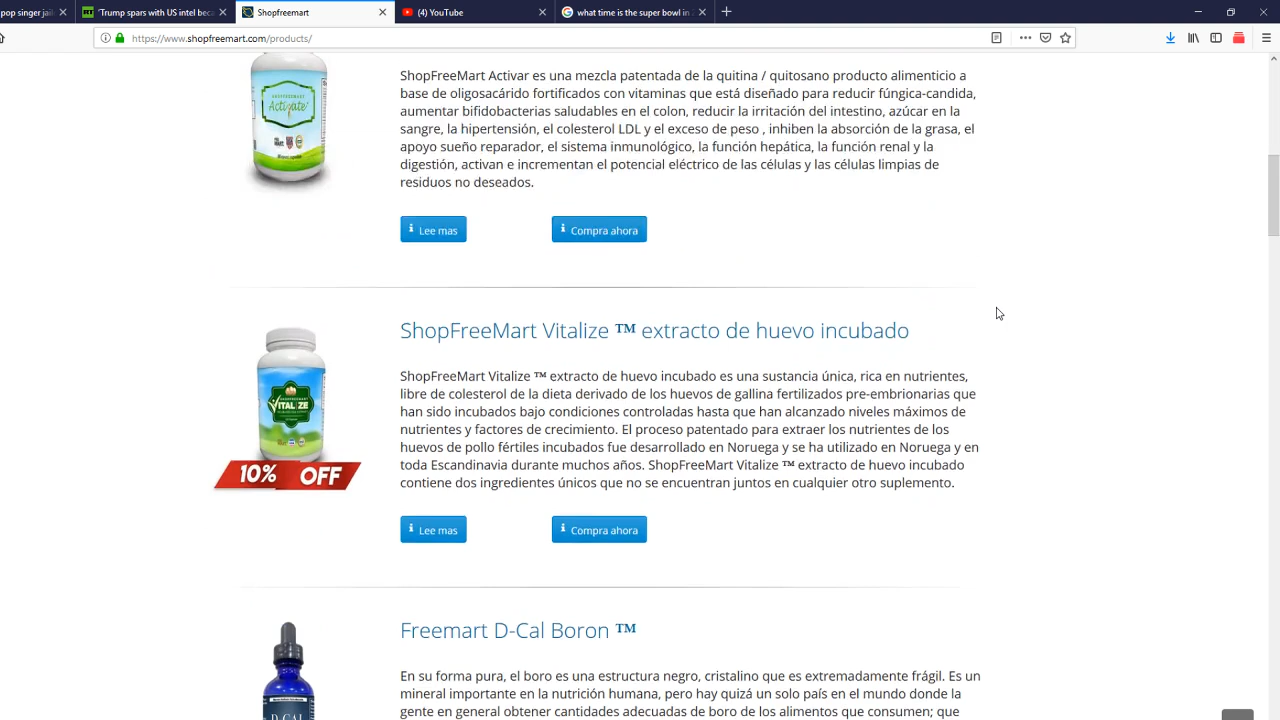 pop singer jail
'Trump spars with US intel beca
Shopfreemart
(4) YouTube
what time is the super bowl in 2
https://www.shopfreemart.com/products/
ShopFreeMart Activar es una mezcla patentada de la quitina / quitosano producto alimenticio a
base de oligosacárido fortificados con vitaminas que está diseñado para reducir fúngica-candida,
aumentar bifidobacterias saludables en el colon, reducir la irritación del intestino, azúcar en la
sangre, la hipertensión, el colesterol LDL y el exceso de peso , inhiben la absorción de la grasa, el
apoyo sueño reparador, el sistema inmunológico, la función hepática, la función renal y la
digestión, activan e incrementan el potencial eléctrico de las células y las células limpias de
residuos no deseados.
SHOPFREEMART
Activate
Lee mas
Compra ahora
ShopFreeMart Vitalize ™ extracto de huevo incubado
ShopFreeMart Vitalize ™ extracto de huevo incubado es una sustancia única, rica en nutrientes,
libre de colesterol de la dieta derivado de los huevos de gallina fertilizados pre-embrionarias que
han sido incubados bajo condiciones controladas hasta que han alcanzado niveles máximos de
nutrientes y factores de crecimiento. El proceso patentado para extraer los nutrientes de los
huevos de pollo fértiles incubados fue desarrollado en Noruega y se ha utilizado en Noruega y en
toda Escandinavia durante muchos años. ShopFreeMart Vitalize ™ extracto de huevo incubado
contiene dos ingredientes únicos que no se encuentran juntos en cualquier otro suplemento.
VITALIZE
10% OFF
Lee mas
Compra ahora
Freemart D-Cal Boron ™
En su forma pura, el boro es una estructura negro, cristalino que es extremadamente frágil. Es un
mineral importante en la nutrición humana, pero hay quizá un solo país en el mundo donde la
gente en general obtener cantidades adecuadas de boro de los alimentos que consumen; que
D-CAL